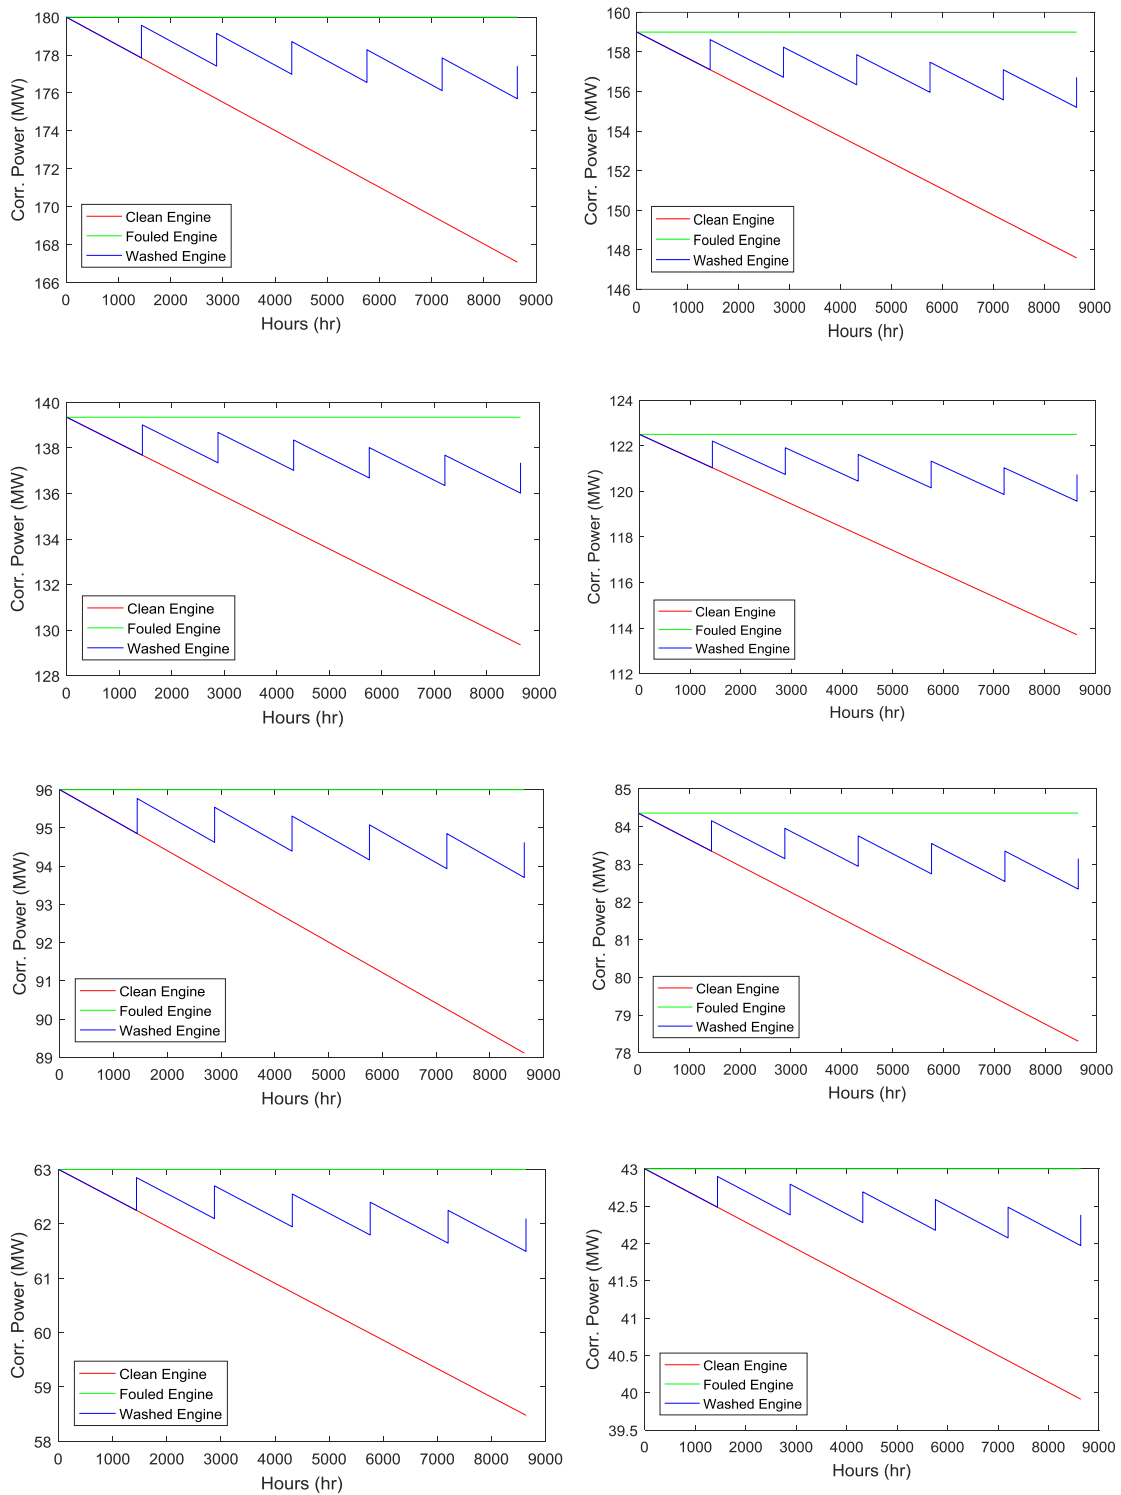 180
178
176
174
172
170
168
166
Corr. Power (MW)
Clean Engine
Fouled Engine
Washed Engine
0 1000 2000 3000 4000 5000 6000 7000 8000 9000
Hours (hr)
160
158
156
154
152
150
148
146
Corr. Power (MW)
Clean Engine
Fouled Engine
Washed Engine
0 1000 2000 3000 4000 5000 6000 7000 8000 9000
Hours (hr)
140
138
136
134
132
130
128
Corr. Power (MW)
Clean Engine
Fouled Engine
Washed Engine
0 1000 2000 3000 4000 5000 6000 7000 8000 9000
Hours (hr)
124
122
120
118
116
114
112
Corr. Power (MW)
Clean Engine
Fouled Engine
Washed Engine
0 1000 2000 3000 4000 5000 6000 7000 8000 9000
Hours (hr)
96
95
94
93
92
91
90
89
Corr. Power (MW)
Clean Engine
Fouled Engine
Washed Engine
0 1000 2000 3000 4000 5000 6000 7000 8000 9000
Hours (hr)
85
84
83
82
81
80
79
78
Corr. Power (MW)
Clean Engine
Fouled Engine
Washed Engine
0 1000 2000 3000 4000 5000 6000 7000 8000 9000
Hours (hr)
63
62
61
60
59
58
Corr. Power (MW)
Clean Engine
Fouled Engine
Washed Engine
0 1000 2000 3000 4000 5000 6000 7000 8000 9000
Hours (hr)
43
42.5
42
41.5
41
40.5
40
39.5
Corr. Power (MW)
Clean Engine
Fouled Engine
Washed Engine
0 1000 2000 3000 4000 5000 6000 7000 8000 9000
Hours (hr)